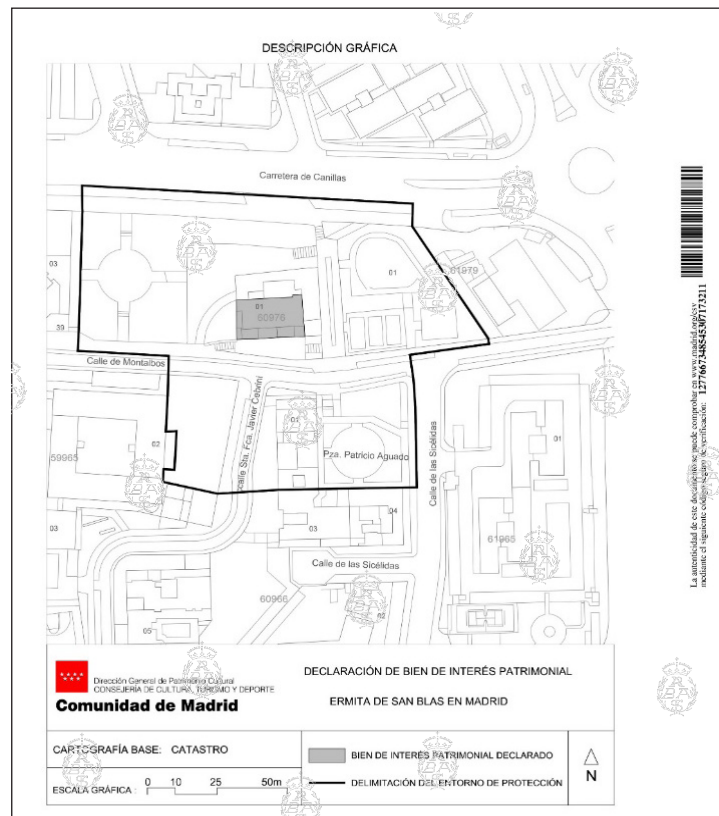 DESCRIPCIÓN GRÁFICA
Carretera de Canillas
03
01
61979
01
60976
39
Calle de Montalbos
Calle Sta. Fca. Javier Cebrini
01
02
59965
Pza. Patricio Aguado
Calle de las Sicélidas
01
03
03
04
61965
Calle de las Sicélidas
60966
02
05
Dirección General de Patrimonio Cultural
CONSEJERÍA DE CULTURA, TURISMO Y DEPORTE
Comunidad de Madrid
DECLARACIÓN DE BIEN DE INTERÉS PATRIMONIAL
ERMITA DE SAN BLAS EN MADRID
CARTOGRAFÍA BASE: CATASTRO
ESCALA GRÁFICA :
0 10 25 50m
BIEN DE INTERÉS PATRIMONIAL DECLARADO
DELIMITACIÓN DEL ENTORNO DE PROTECCIÓN
N
La autenticidad de este documento se puede comprobar en www.madrid.org/csv
mediante el siguiente código seguro de verificación: 1277667348545307173211